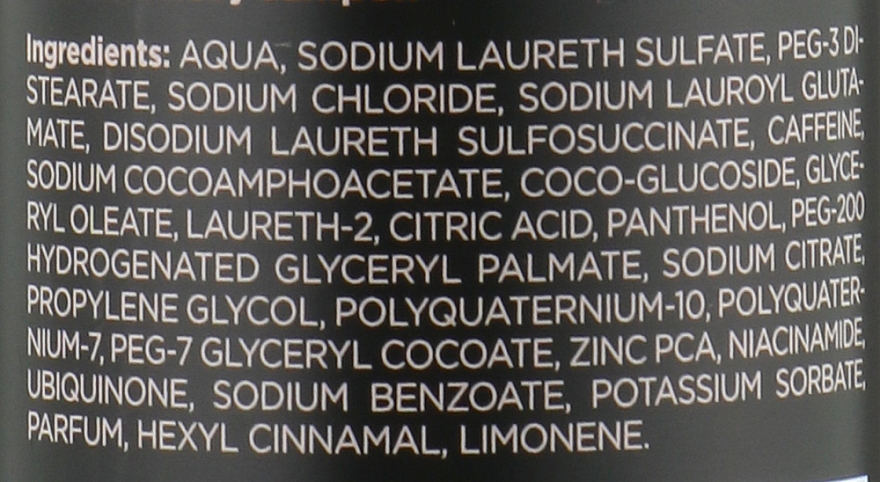 Ingredients: AQUA, SODIUM LAURETH SULFATE, PEG-3 DI-
STEARATE, SODIUM CHLORIDE, SODIUM LAUROYL GLUTA-
MATE, DISODIUM LAURETH SULFOSUCCINATE, CAFFEINE,
SODIUM COCOAMPHOACETATE, COCO-GLUCOSIDE, GLYCE-
RYL OLEATE, LAURETH-2, CITRIC ACID, PANTHENOL, PEG-200
HYDROGENATED GLYCERYL PALMATE, SODIUM CITRATE,
PROPYLENE GLYCOL, POLYQUATERNIUM-10, POLYQUATER-
NIUM-7, PEG-7 GLYCERYL COCOATE, ZINC PCA, NIACINAMIDE,
UBIQUINONE, SODIUM BENZOATE, POTASSIUM SORBATE,
PARFUM, HEXYL CINNAMAL, LIMONENE.